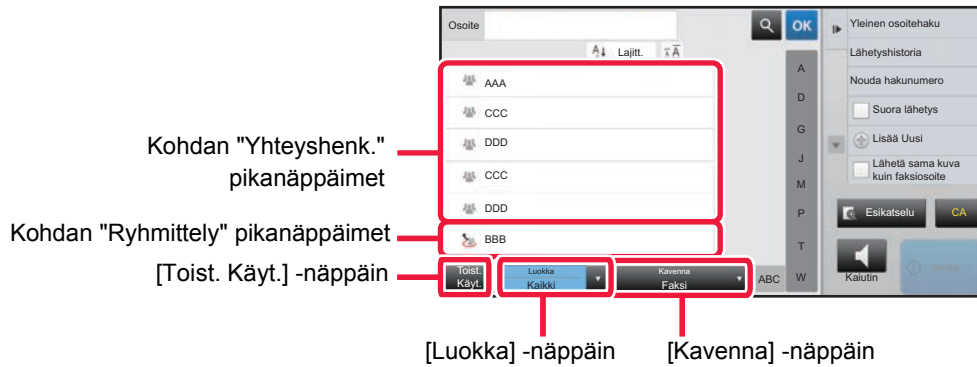 Osoite
OK
Yleinen osoitehaku
Lajitt.
Lähetyshistoria
Nouda hakunumero
Suora lähetys
Lisää Uusi
Lähetä sama kuva
kuin faksiosoite
Esikatselu
CA
Kaiutin
AAA
CCC
DDD
CCC
DDD
BBB
A
D
G
J
M
P
T
W
ABC
Toist.
Käyt.
Luokka
Kaikki
Kavenna
Faksi
Kohdan "Yhteyshenk."
pikanäppäimet
Kohdan "Ryhmittely" pikanäppäimet
[Toist. Käyt.] -näppäin
[Luokka] -näppäin
[Kavenna] -näppäin